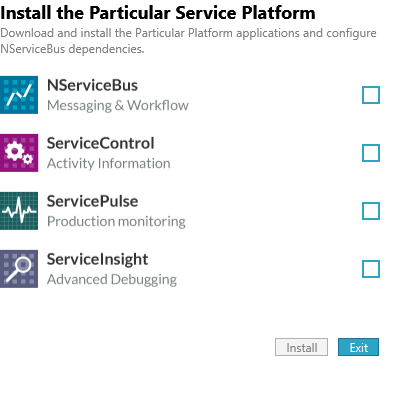 Install the Particular Service Platform
Download and install the Particular Platform applications and configure
NServiceBus dependencies.
NServiceBus
Messaging & Workflow
ServiceControl
Activity Information
ServicePulse
Production monitoring
ServiceInsight
Advanced Debugging
Install Exit